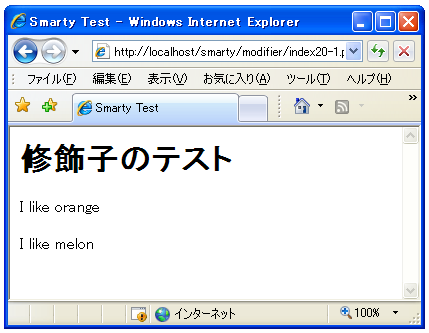 Smarty Test - Windows Internet Explorer
http://localhost/smarty/modifier/index20-1.p
ファイル(F) 編集(E) 表示(V) お気に入り(A) ツール(T) ヘルプ(H)
Smarty Test
修飾子のテスト
I like orange
I like melon
インターネット 100%